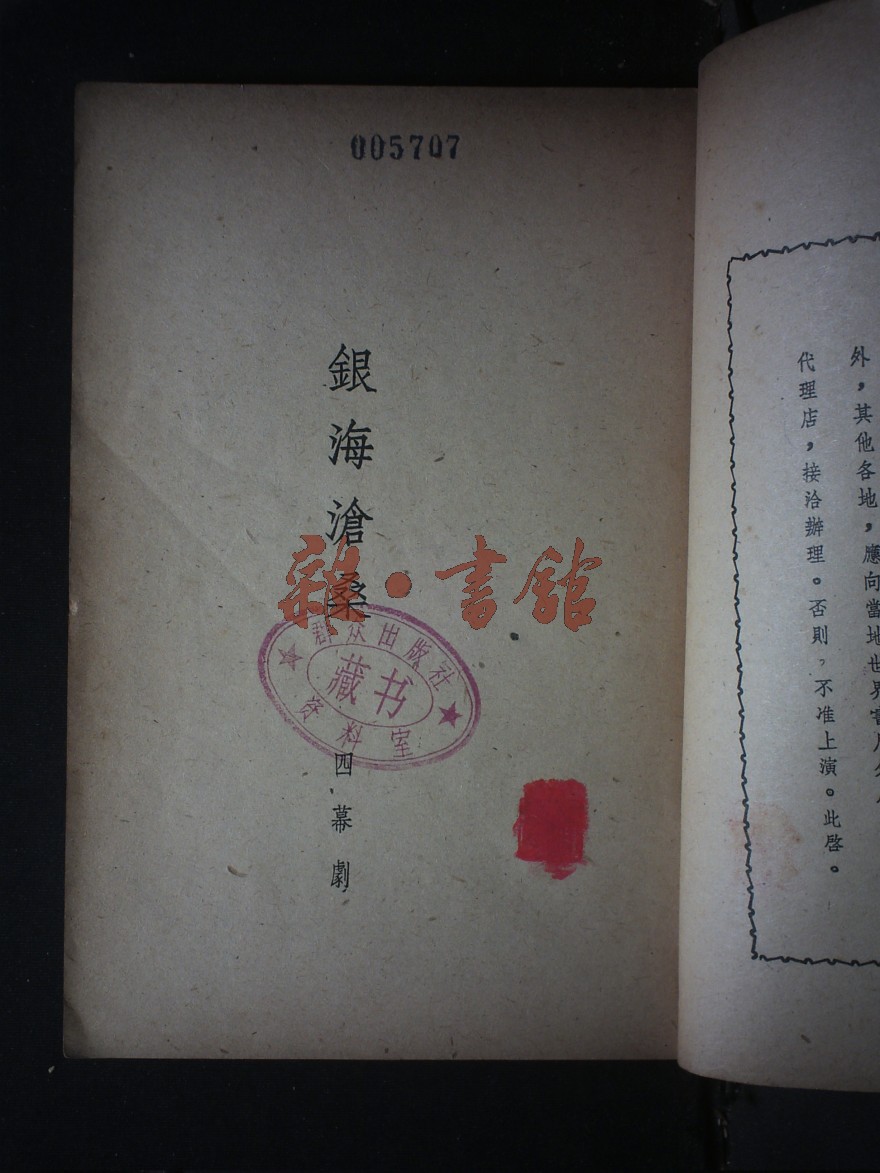 005707
銀海滄桑
四幕劇
雜·書館
群众出版社
藏书
资料室
外，其他各地，應向當地世界書局
代理店，接洽辦理。否則，不准上演。此啓。